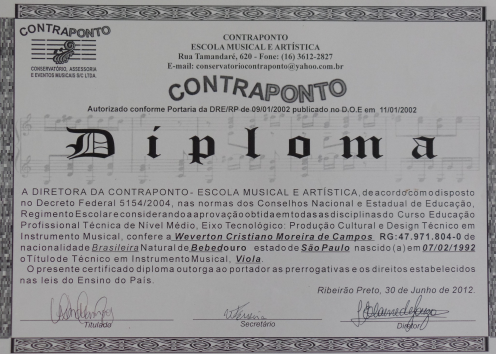 CONTRAPONTO
CONSERVATÓRIO, ASSESSORIA
E EVENTOS MUSICAIS S/C LTDA.
CONTRAPONTO
ESCOLA MUSICAL E ARTÍSTICA
Rua Tamandaré, 620 - Fone: (16) 3612-2827
E-mail: conservatoriocontraponto@yahoo.com.br
CONTRAPONTO
Autorizado conforme Portaria da DRE/RP de 09/01/2002 publicado no D.O.E em 11/01/2002
Diploma
A DIRETORA DA CONTRAPONTO - ESCOLA MUSICAL E ARTÍSTICA, de acordo com o disposto
no Decreto Federal 5154/2004, nas normas dos Conselhos Nacional e Estadual de Educação,
Regimento Escolar e considerando a aprovação obtida em todas as disciplinas do Curso Educação
Profissional Técnica de Nível Médio, Eixo Tecnológico: Produção Cultural e Design Técnico em
Instrumento Musical, confere a Weverton Cristiano Moreira de Campos. RG:47.971.804-0 de
nacionalidade Brasileira Natural de Bebedouro estado de São Paulo nascido (a) em 07/02/1992
o Título de Técnico em Instrumento Musical, Viola.
O presente certificado diploma outorga ao portador as prerrogativas e os direitos estabelecidos
nas leis do Ensino do País.
Ribeirão Preto, 30 de Junho de 2012.
Titulado
Secretário
Diretor